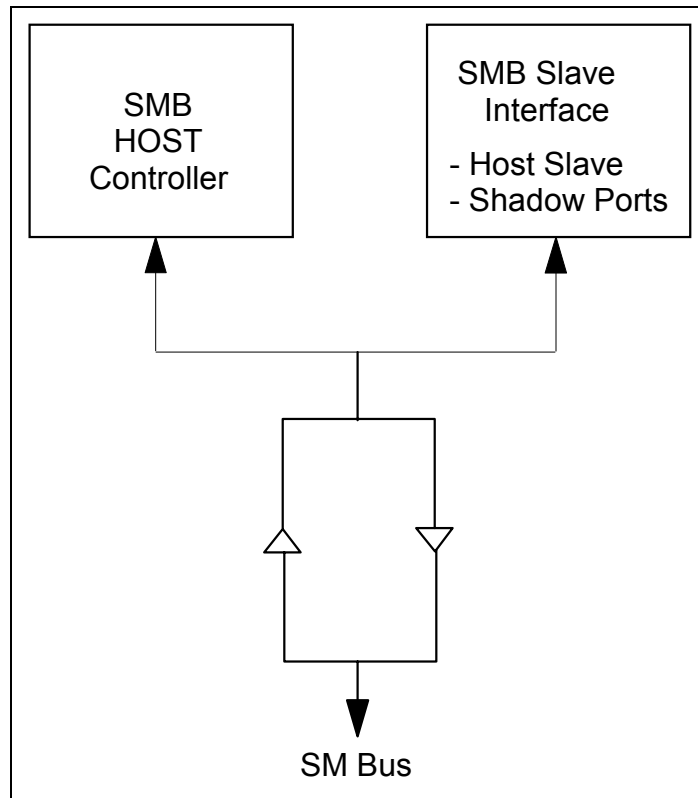 SMB
HOST
Controller
SMB Slave
Interface
- Host Slave
- Shadow Ports
SM Bus